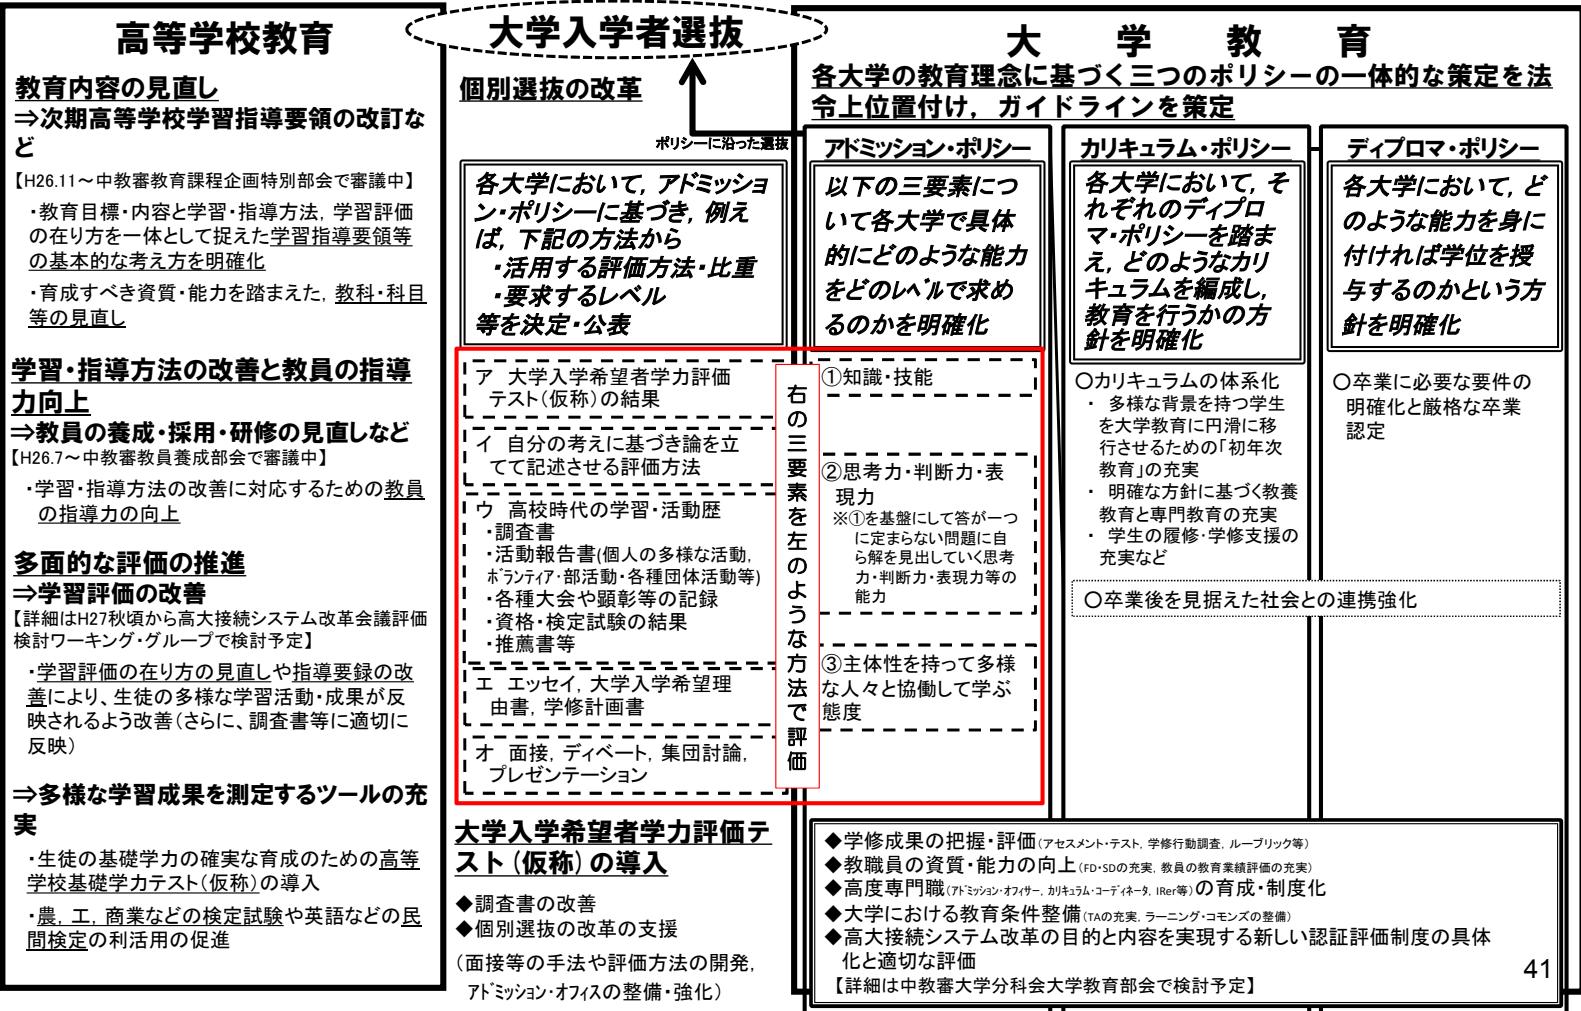 高等学校教育
教育内容の見直し
⇒次期高等学校学習指導要領の改訂な
ど
【H26.11～中教審教育課程企画特別部会で審議中】
・教育目標・内容と学習・指導方法，学習評価
の在り方を一体として捉えた学習指導要領等
の基本的な考え方を明確化
・育成すべき資質・能力を踏まえた，教科・科目
等の見直し
学習・指導方法の改善と教員の指導
力向上
⇒教員の養成・採用・研修の見直しなど
【H26.7～中教審教員養成部会で審議中】
・学習・指導方法の改善に対応するための教員
の指導力の向上
多面的な評価の推進
⇒学習評価の改善
【詳細はH27秋頃から高大接続システム改革会議評価
検討ワーキング・グループで検討予定】
・学習評価の在り方の見直しや指導要録の改
善により、生徒の多様な学習活動・成果が反
映されるよう改善（さらに、調査書等に適切に
反映）
⇒多様な学習成果を測定するツールの充
実
・生徒の基礎学力の確実な育成のための高等
学校基礎学力テスト（仮称）の導入
・農，工，商業などの検定試験や英語などの民
間検定の利活用の促進
大学入学者選抜
個別選抜の改革
ポリシーに沿った選抜
各大学において，アドミッショ
ン・ポリシーに基づき，例え
ば，下記の方法から
・活用する評価方法・比重
・要求するレベル
等を決定・公表
ア 大学入学希望者学力評価
テスト（仮称）の結果
イ 自分の考えに基づき論を立
てて記述させる評価方法
ウ 高校時代の学習・活動歴
・調査書
・活動報告書(個人の多様な活動，
ﾎﾞﾗﾝﾃｨｱ・部活動・各種団体活動等)
・各種大会や顕彰等の記録
・資格・検定試験の結果
・推薦書等
エ エッセイ，大学入学希望理
由書，学修計画書
オ 面接，ディベート，集団討論，
プレゼンテーション
右の三要素を左のような方法で評価
大学入学希望者学力評価テ
スト（仮称）の導入
◆調査書の改善
◆個別選抜の改革の支援
（面接等の手法や評価方法の開発，
ｱﾄﾞﾐｯｼｮﾝ・ｵﾌｨｽの整備・強化）
大学教育
各大学の教育理念に基づく三つのポリシーの一体的な策定を法
令上位置付け，ガイドラインを策定
アドミッション・ポリシー
以下の三要素につ
いて各大学で具体
的にどのような能力
をどのﾚﾍﾞﾙで求め
るのかを明確化
①知識・技能
②思考力・判断力・表
現力
※①を基盤にして答が一つ
に定まらない問題に自
ら解を見出していく思考
力・判断力・表現力等の
能力
③主体性を持って多様
な人々と協働して学ぶ
態度
カリキュラム・ポリシー
各大学において，そ
れぞれのディプロ
マ・ポリシーを踏ま
え，どのようなカリ
キュラムを編成し，
教育を行うかの方
針を明確化
○カリキュラムの体系化
・ 多様な背景を持つ学生
を大学教育に円滑に移
行させるための「初年次
教育」の充実
・ 明確な方針に基づく教養
教育と専門教育の充実
・ 学生の履修・学修支援の
充実など
ディプロマ・ポリシー
各大学において，ど
のような能力を身に
付ければ学位を授
与するのかという方
針を明確化
○卒業に必要な要件の
明確化と厳格な卒業
認定
○卒業後を見据えた社会との連携強化
◆学修成果の把握・評価（アセスメント・テスト，学修行動調査，ルーブリック等）
◆教職員の資質・能力の向上（FD・SDの充実，教員の教育業績評価の充実）
◆高度専門職（ｱﾄﾞﾐｯｼｮﾝ・ｵﾌｨｻｰ，ｶﾘｷｭﾗﾑ・ｺｰﾃﾞｨﾈｰﾀ，IRer等）の育成・制度化
◆大学における教育条件整備（TAの充実，ラーニング・コモンズの整備）
◆高大接続システム改革の目的と内容を実現する新しい認証評価制度の具体
化と適切な評価
【詳細は中教審大学分科会大学教育部会で検討予定】
41